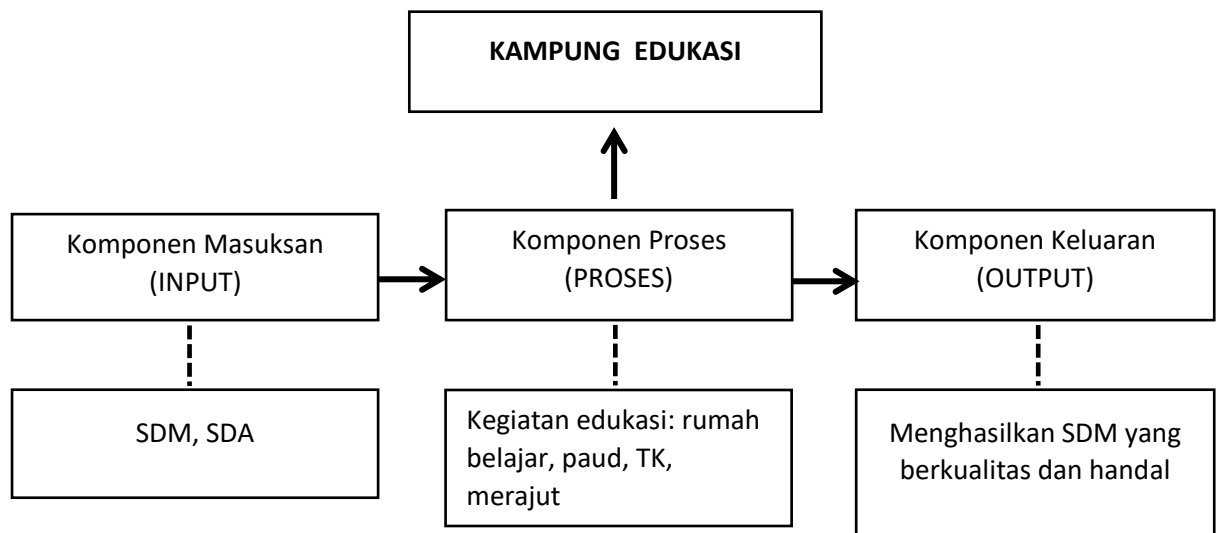 KAMPUNG EDUKASI
Komponen Masuksan
(INPUT)
Komponen Proses
(PROSES)
Komponen Keluaran
(OUTPUT)
SDM, SDA
Kegiatan edukasi: rumah
belajar, paud, TK,
merajut
Menghasilkan SDM yang
berkualitas dan handal